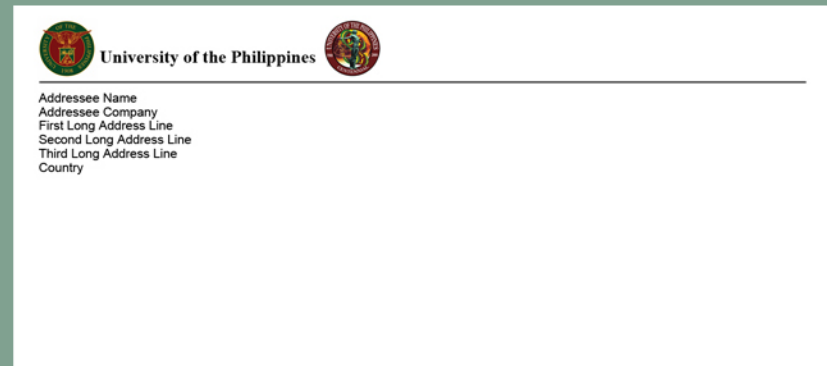 University of the Philippines
Addressee Name
Addressee Company
First Long Address Line
Second Long Address Line
Third Long Address Line
Country